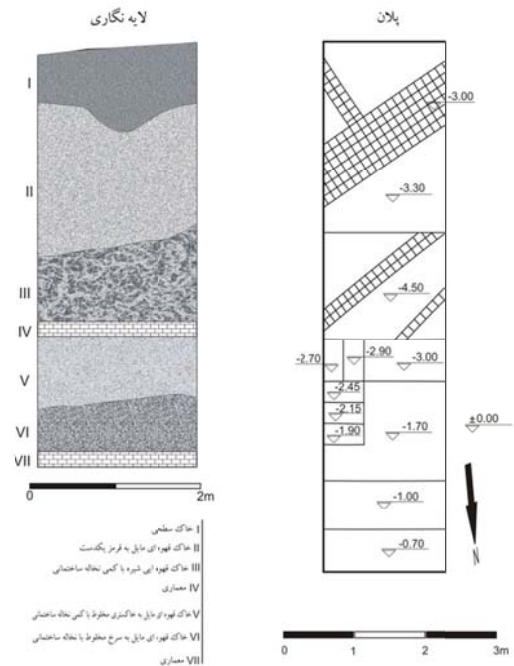 لایه نگاری
I
II
III
IV
V
VI
VII
0 2m
I خاک سطحی
II خاک قهوه ای مایل به قرمز یکدست
III خاک قهوه ایی تیره با کمی نخاله ساختمانی
IV معماری
V خاک قهوه ای مایل به خاکستری مخلوط با کمی نخاله ساختمانی
VI خاک قهوه ای مایل به سرخ مخلوط با نخاله ساختمانی
VII معماری
پلان
-3.00
-3.30
-4.50
-2.70 -2.90 -3.00
-2.45
-2.15
-1.90 -1.70 ±0.00
-1.00
-0.70
N
0 1 2 3m